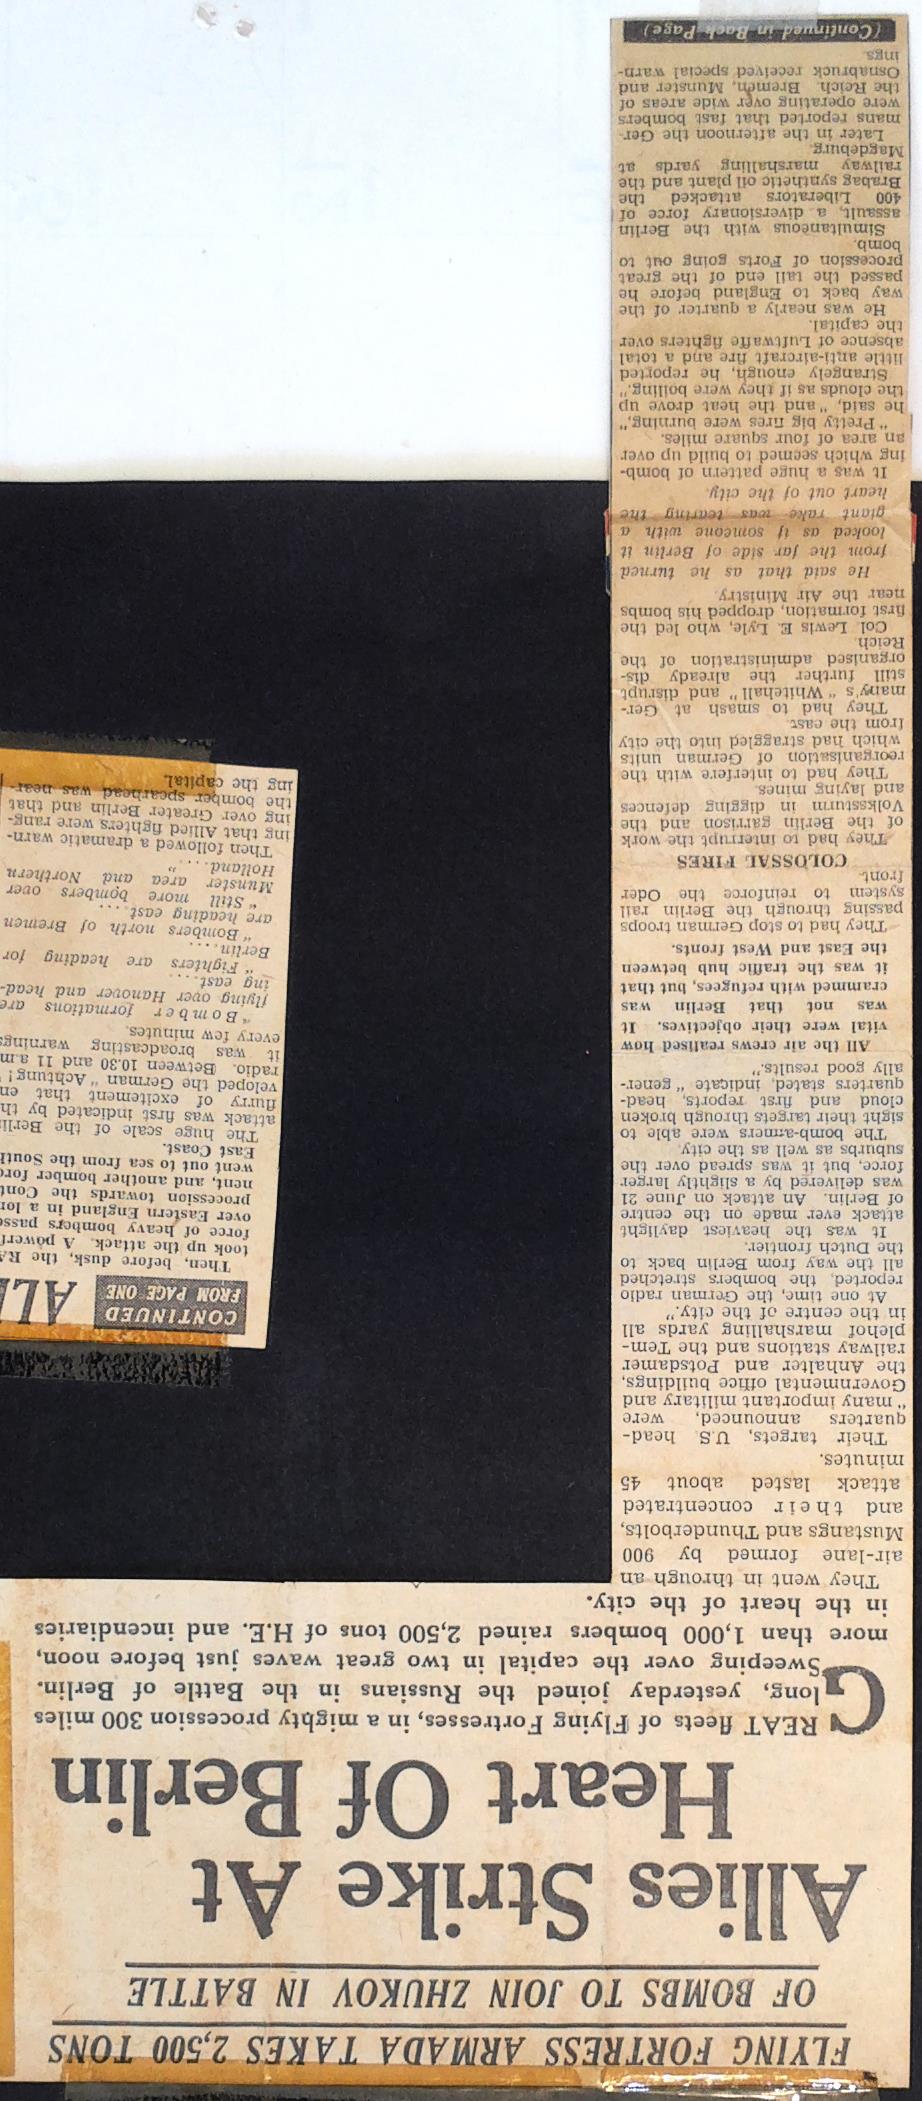 FLYING FORTRESS ARMADA TAKES 2,500 TONS
OF BOMBS TO JOIN ZHUKOV IN BATTLE
Allies Strike At
Heart Of Berlin
GREAT fleets of Flying Fortresses, in a mighty procession 300 miles
long, yesterday joined the Russians in the Battle of Berlin.
Sweeping over the capital in two great waves just before noon,
more than 1,000 bombers rained 2,500 tons of H.E. and incendiaries
in the heart of the city.
They went in through an
air-lane formed by 900
Mustangs and Thunderbolts,
and their concentrated
attack lasted about 45
minutes.
Their targets, U.S. head-
quarters announced, were
"many important military and
Governmental office buildings,
the Anhalter and Potsdamer
railway stations and the Tem-
plehof marshalling yards all
in the centre of the city."
At one time, the German radio
reported, the bombers stretched
all the way from Berlin back to
the Dutch frontier.
It was the heaviest daylight
attack ever made on the centre
of Berlin. An attack on June 21
was delivered by a slightly larger
force, but it was spread over the
suburbs as well as the city.
The bomb-aimers were able to
sight their targets through broken
cloud and first reports, head-
quarters stated, indicate "gener-
ally good results."
All the air crews realised how
vital were their objectives. It
was not that Berlin was
crammed with refugees, but that
it was the traffic hub between
the East and West fronts.
They had to stop German troops
passing through the Berlin rail
system to reinforce the Oder
front.
COLOSSAL FIRES
They had to interrupt the work
of the Berlin garrison and the
Volkssturm in digging defences
and laying mines.
They had to interfere with the
reorganisation of German units
which had straggled into the city
from the east.
They had to smash at Ger-
many's "Whitehall" and disrupt
still further the already dis-
organised administration of the
Reich.
Col. Lewis E. Lyle, who led the
first formation, dropped his bombs
near the Air Ministry.
He said that as he turned
from the far side of Berlin it
looked as if someone with a
giant rake was tearing the
heart out of the city.
It was a huge pattern of bomb-
ing which seemed to build up over
an area of four square miles.
"Pretty big fires were burning,"
he said, "and the heat drove up
the clouds as if they were boiling."
Strangely enough, he reported
little anti-aircraft fire and a total
absence of Luftwaffe fighters over
the capital.
He was nearly a quarter of the
way back to England before he
passed the tail end of the great
procession of Forts going out to
bomb.
Simultaneous with the Berlin
assault, a diversionary force of
400 Liberators attacked the
Brabag synthetic oil plant and the
railway marshalling yards at
Magdeburg.
Later in the afternoon the Ger-
mans reported that fast bombers
were operating over wide areas of
the Reich. Bremen, Munster and
Osnabruck received special warn-
ings.
(Continued in Back Page)
CONTINUED
FROM PAGE ONE
ALL
Then, before dusk, the RA
took up the attack. A powerf
force of heavy bombers passe
over Eastern England in a lon
procession towards the Cont
nent, and another bomber forc
went out to sea from the South
East Coast.
The huge scale of the Berlin
attack was first indicated by th
flurry of excitement that en
veloped the German "Achtung!"
radio. Between 10.30 and 11 a.m
it was broadcasting warnings
every few minutes.
"Bomber formations are
flying over Hanover and head-
ing east....
"Fighters are heading for
Berlin....
"Bombers north of Bremen
are heading east....
"Still more bombers over
Munster area and Northern
Holland...."
Then followed a dramatic warn-
ing that Allied fighters were rang-
ing over Greater Berlin and that
the bomber spearhead was near-
ing the capital.